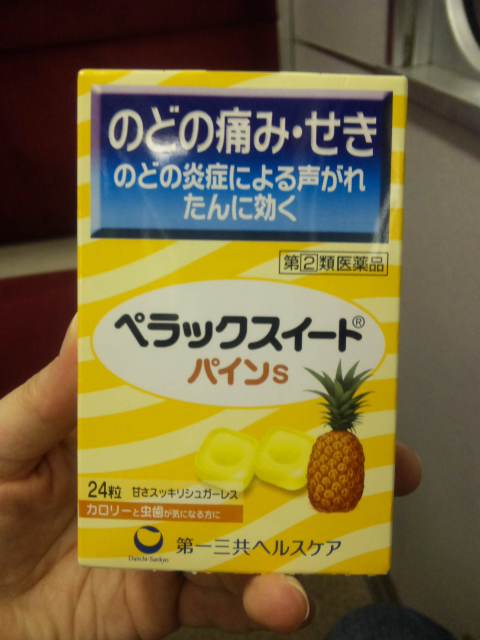 のどの痛み・せき
のどの炎症による声がれ
たんに効く
第②類医薬品
ペラックスイート®
パインS
24粒 甘さスッキリシュガーレス
カロリーと虫歯が気になる方に
Daiichi-Sankyo
第一三共ヘルスケア